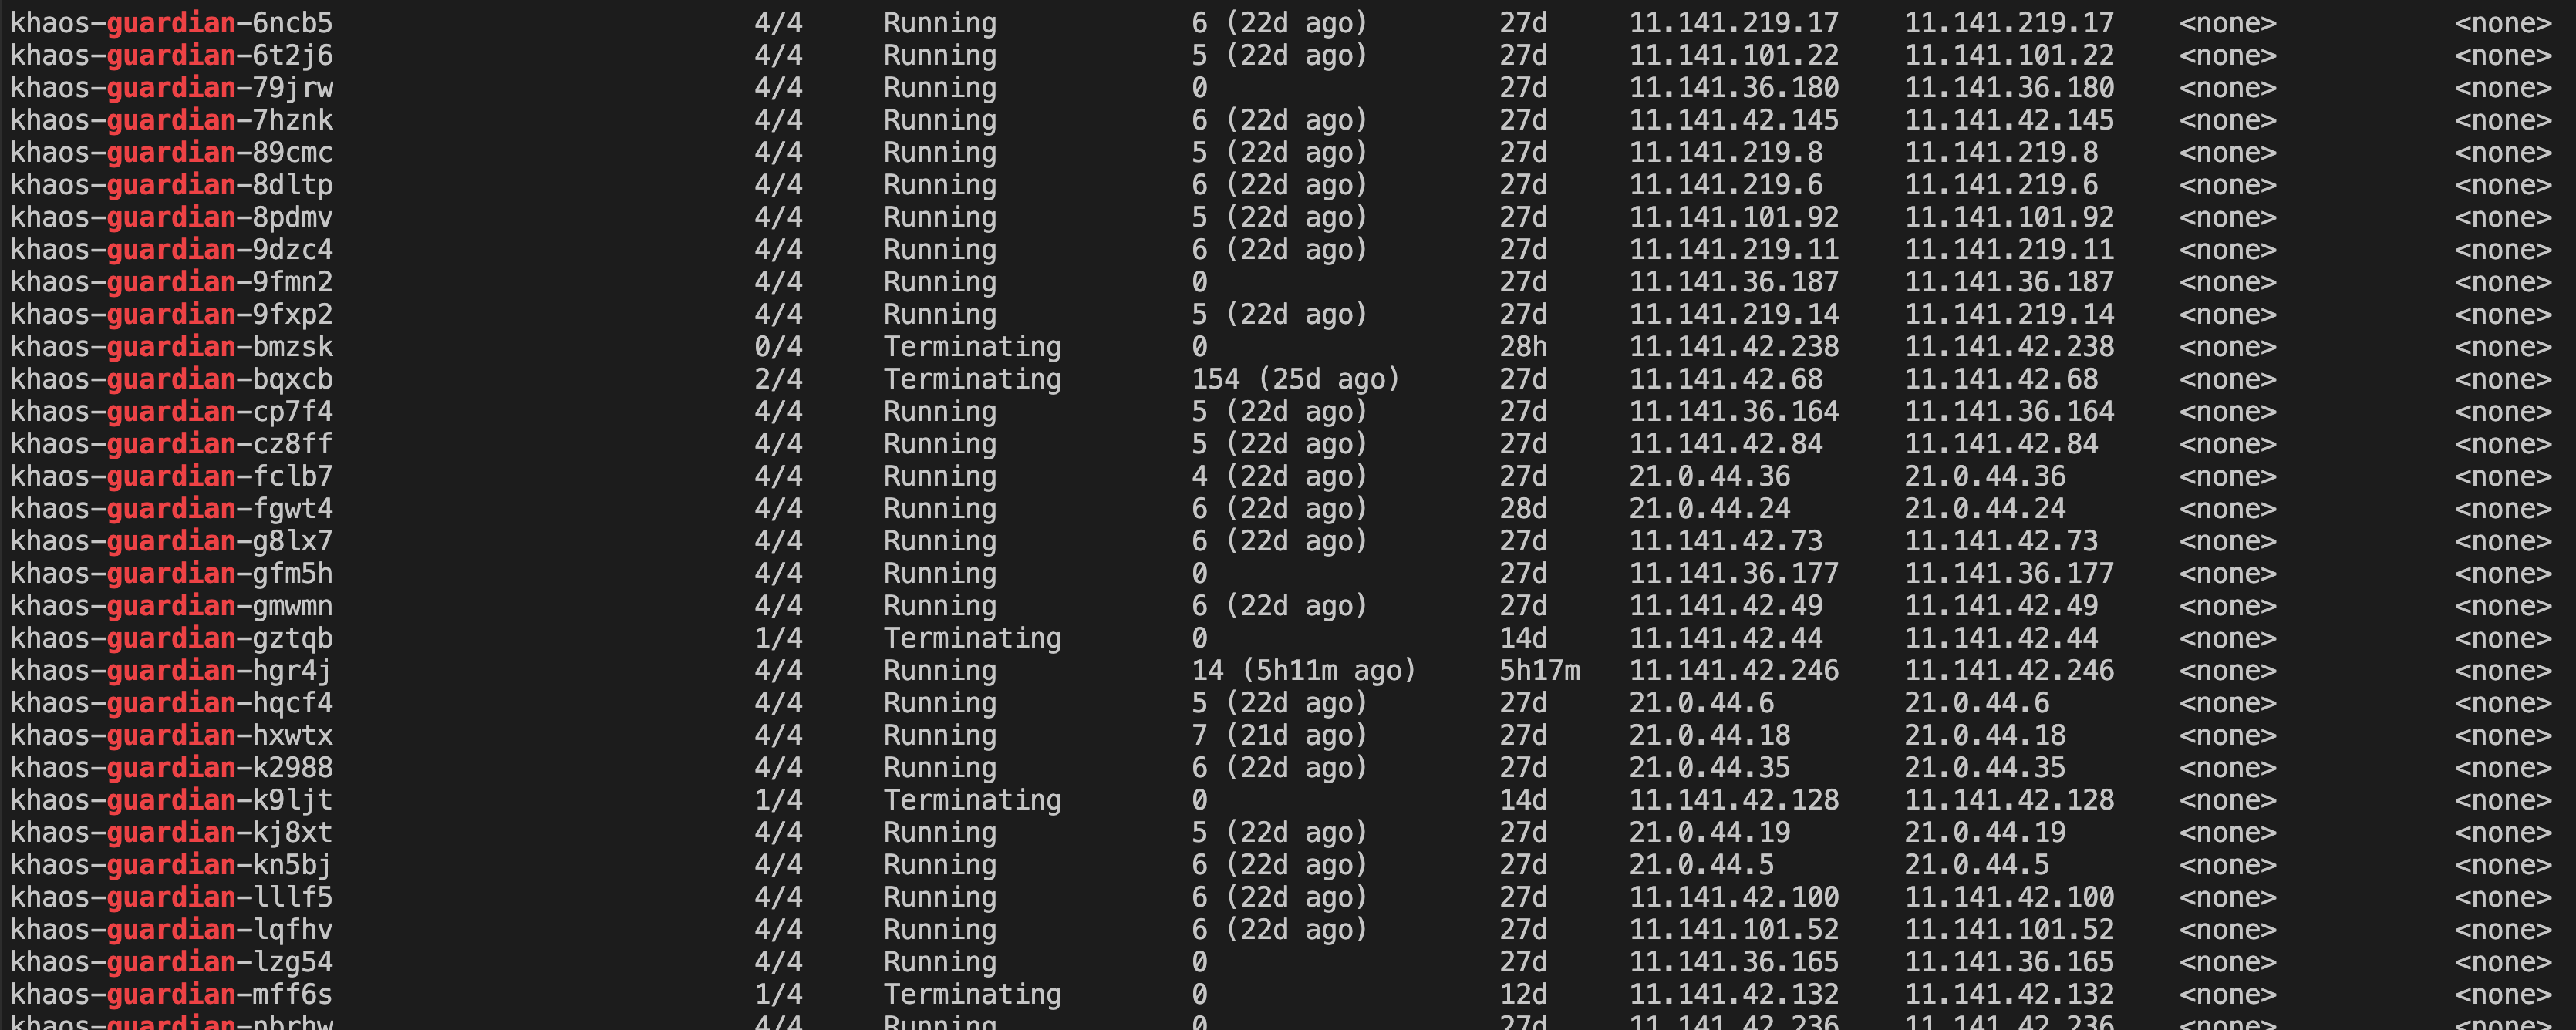 khaos-guardian-6ncb5 4/4 Running 6 (22d ago) 27d 11.141.219.17 11.141.219.17 <none> <none>
khaos-guardian-6t2j6 4/4 Running 5 (22d ago) 27d 11.141.101.22 11.141.101.22 <none> <none>
khaos-guardian-79jrw 4/4 Running 0 27d 11.141.36.180 11.141.36.180 <none> <none>
khaos-guardian-7hznk 4/4 Running 6 (22d ago) 27d 11.141.42.145 11.141.42.145 <none> <none>
khaos-guardian-89cmc 4/4 Running 5 (22d ago) 27d 11.141.219.8 11.141.219.8 <none> <none>
khaos-guardian-8dltp 4/4 Running 6 (22d ago) 27d 11.141.219.6 11.141.219.6 <none> <none>
khaos-guardian-8pdmv 4/4 Running 5 (22d ago) 27d 11.141.101.92 11.141.101.92 <none> <none>
khaos-guardian-9dzc4 4/4 Running 6 (22d ago) 27d 11.141.219.11 11.141.219.11 <none> <none>
khaos-guardian-9fmn2 4/4 Running 0 27d 11.141.36.187 11.141.36.187 <none> <none>
khaos-guardian-9fxp2 4/4 Running 5 (22d ago) 27d 11.141.219.14 11.141.219.14 <none> <none>
khaos-guardian-bmzsk 0/4 Terminating 0 28h 11.141.42.238 11.141.42.238 <none> <none>
khaos-guardian-bqxcb 2/4 Terminating 154 (25d ago) 27d 11.141.42.68 11.141.42.68 <none> <none>
khaos-guardian-cp7f4 4/4 Running 5 (22d ago) 27d 11.141.36.164 11.141.36.164 <none> <none>
khaos-guardian-cz8ff 4/4 Running 5 (22d ago) 27d 11.141.42.84 11.141.42.84 <none> <none>
khaos-guardian-fclb7 4/4 Running 4 (22d ago) 27d 21.0.44.36 21.0.44.36 <none> <none>
khaos-guardian-fgwt4 4/4 Running 6 (22d ago) 28d 21.0.44.24 21.0.44.24 <none> <none>
khaos-guardian-g8lx7 4/4 Running 6 (22d ago) 27d 11.141.42.73 11.141.42.73 <none> <none>
khaos-guardian-gfm5h 4/4 Running 0 27d 11.141.36.177 11.141.36.177 <none> <none>
khaos-guardian-gmwmn 4/4 Running 6 (22d ago) 27d 11.141.42.49 11.141.42.49 <none> <none>
khaos-guardian-gztqb 1/4 Terminating 0 14d 11.141.42.44 11.141.42.44 <none> <none>
khaos-guardian-hgr4j 4/4 Running 14 (5h11m ago) 5h17m 11.141.42.246 11.141.42.246 <none> <none>
khaos-guardian-hqcf4 4/4 Running 5 (22d ago) 27d 21.0.44.6 21.0.44.6 <none> <none>
khaos-guardian-hxwtx 4/4 Running 7 (21d ago) 27d 21.0.44.18 21.0.44.18 <none> <none>
khaos-guardian-k2988 4/4 Running 6 (22d ago) 27d 21.0.44.35 21.0.44.35 <none> <none>
khaos-guardian-k9ljt 1/4 Terminating 0 14d 11.141.42.128 11.141.42.128 <none> <none>
khaos-guardian-kj8xt 4/4 Running 5 (22d ago) 27d 21.0.44.19 21.0.44.19 <none> <none>
khaos-guardian-kn5bj 4/4 Running 6 (22d ago) 27d 21.0.44.5 21.0.44.5 <none> <none>
khaos-guardian-lllf5 4/4 Running 6 (22d ago) 27d 11.141.42.100 11.141.42.100 <none> <none>
khaos-guardian-lqfhv 4/4 Running 6 (22d ago) 27d 11.141.101.52 11.141.101.52 <none> <none>
khaos-guardian-lzg54 4/4 Running 0 27d 11.141.36.165 11.141.36.165 <none> <none>
khaos-guardian-mff6s 1/4 Terminating 0 12d 11.141.42.132 11.141.42.132 <none> <none>
4/4 Running 0 27d 11.141.42.236 11.141.42.236 <none> <none>